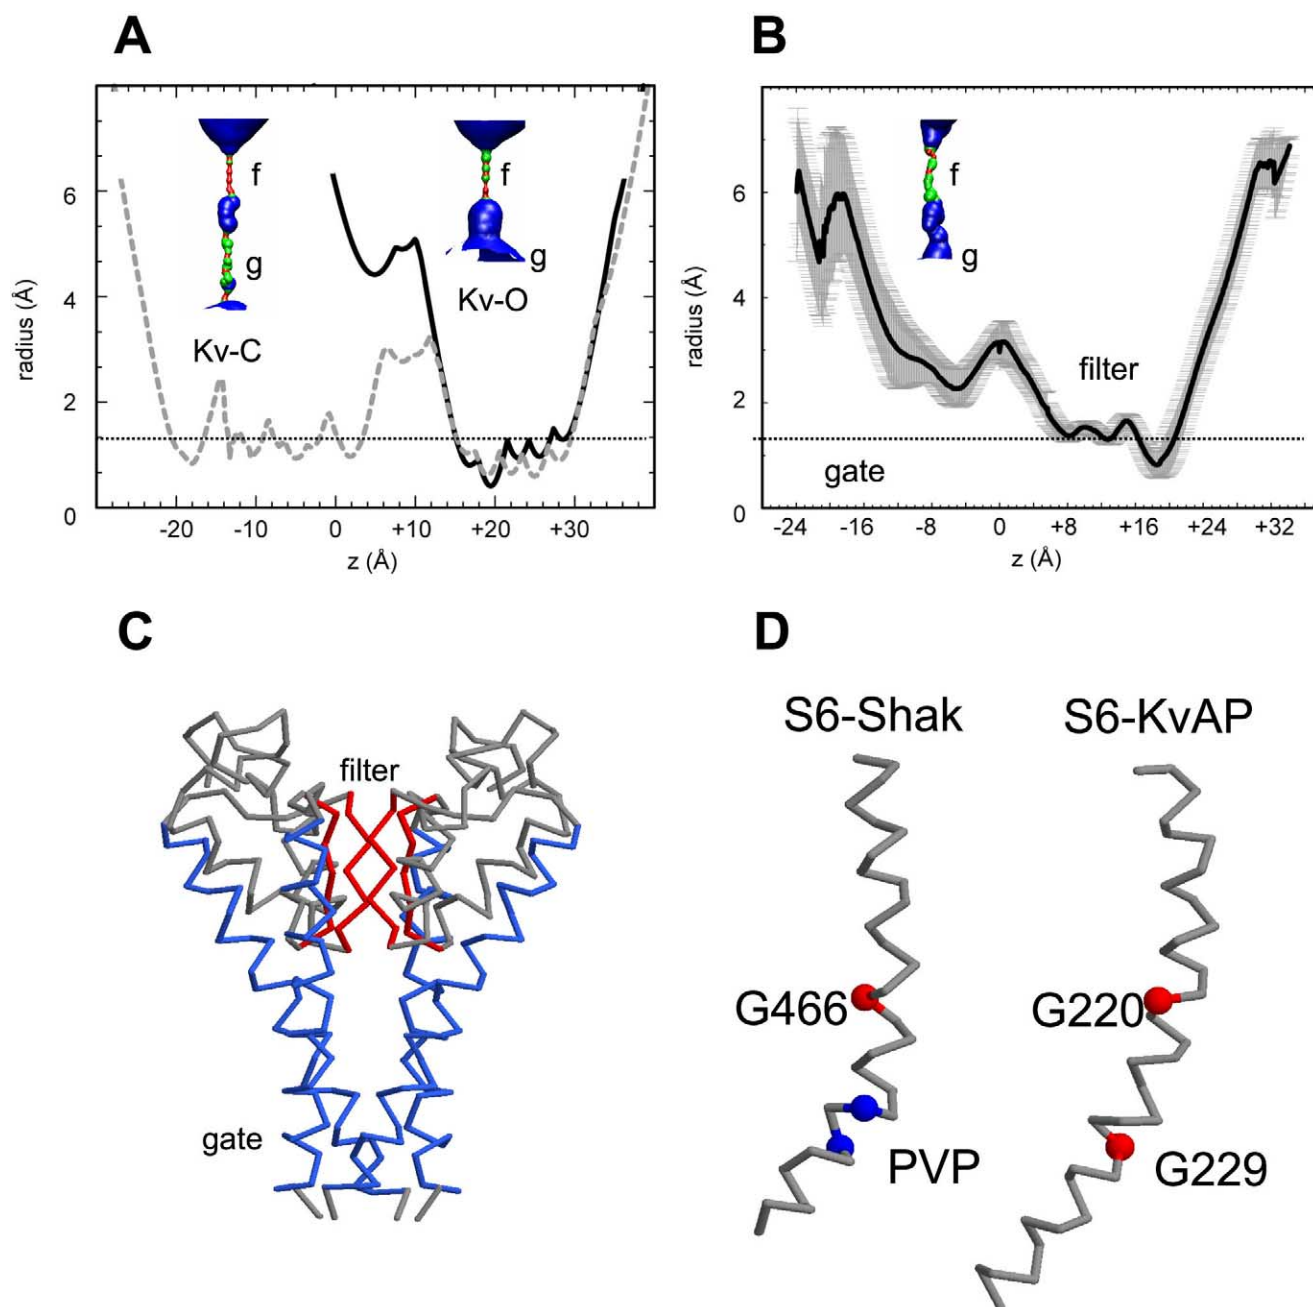 A
B
f
g
Kv-C
f
g
Kv-O
radius (Å)
6
4
2
0
-20
-10
0
+10
+20
+30
z (Å)
f
g
filter
gate
radius (Å)
6
4
2
0
-24
-16
-8
0
+8
+16
+24
+32
z (Å)
C
filter
gate
D
S6-Shak
S6-KvAP
G466
PVP
G220
G229